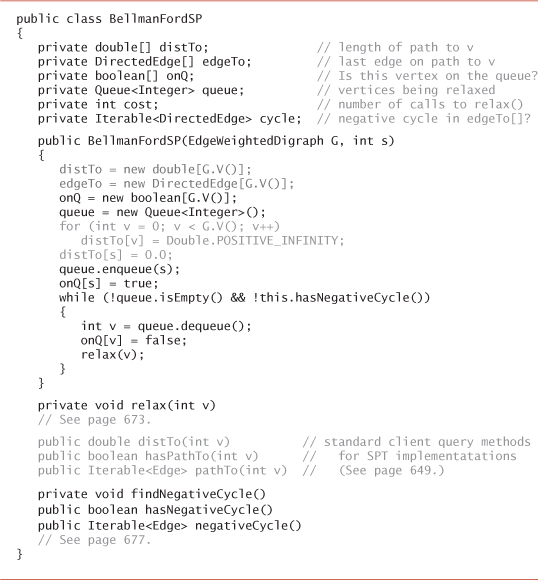 public class BellmanFordSP
{
private double[] distTo; // length of path to v
private DirectedEdge[] edgeTo; // last edge on path to v
private boolean[] onQ; // Is this vertex on the queue?
private Queue<Integer> queue; // vertices being relaxed
private int cost; // number of calls to relax()
private Iterable<DirectedEdge> cycle; // negative cycle in edgeTo[]?
public BellmanFordSP(EdgeWeightedDigraph G, int s)
{
distTo = new double[G.V()];
edgeTo = new DirectedEdge[G.V()];
onQ = new boolean[G.V()];
queue = new Queue<Integer>();
for (int v = 0; v < G.V(); v++)
distTo[v] = Double.POSITIVE_INFINITY;
distTo[s] = 0.0;
queue.enqueue(s);
onQ[s] = true;
while (!queue.isEmpty() && !this.hasNegativeCycle())
{
int v = queue.dequeue();
onQ[v] = false;
relax(v);
}
}
private void relax(int v)
// See page 673.
public double distTo(int v) // standard client query methods
public boolean hasPathTo(int v) // for SPT implementatations
public Iterable<Edge> pathTo(int v) // (See page 649.)
private void findNegativeCycle()
public boolean hasNegativeCycle()
public Iterable<Edge> negativeCycle()
// See page 677.
}